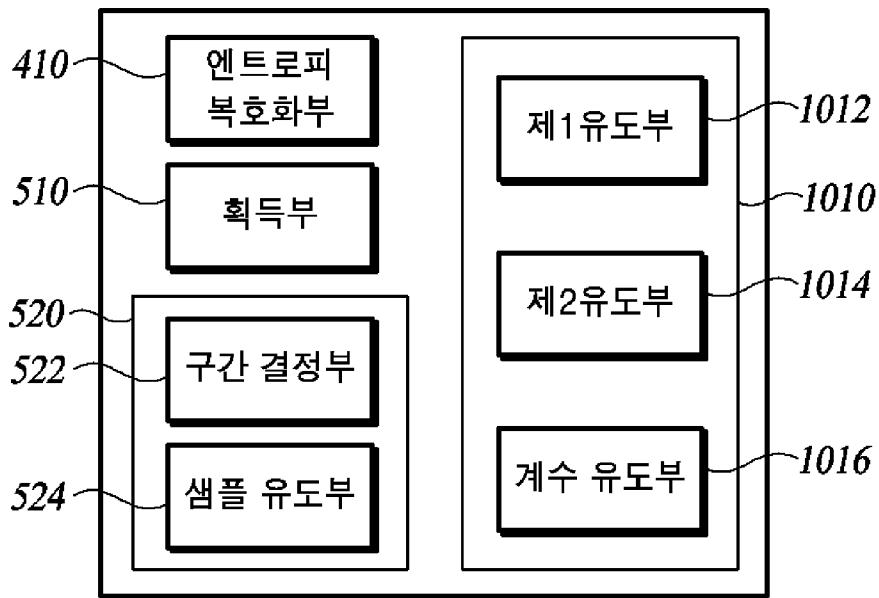 410
엔트로피
복호화부
510
획득부
520
522
구간 결정부
524
샘플 유도부
제1유도부
1012
1010
제2유도부
1014
계수 유도부
1016